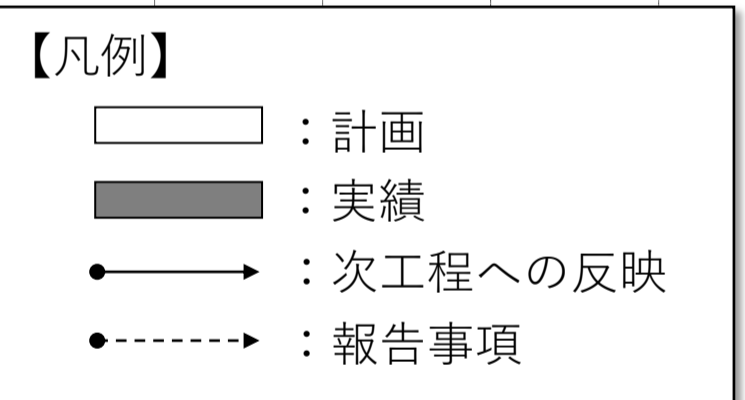 【凡例】
：計画
：実績
：次工程への反映
：報告事項